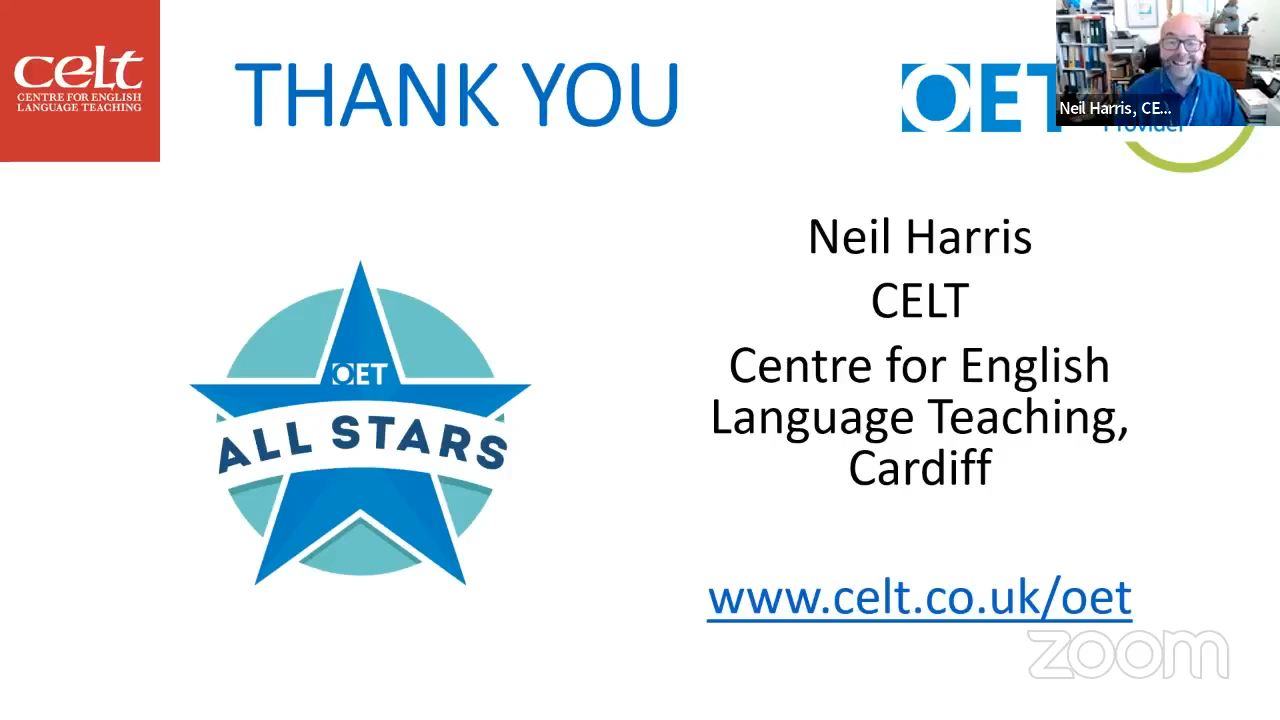 celt
CENTRE FOR ENGLISH
LANGUAGE TEACHING
THANK YOU
OET
Provider
Neil Harris, CE...
Neil Harris
CELT
Centre for English
Language Teaching,
Cardiff
www.celt.co.uk/oet
OET
ALL STARS
zoom